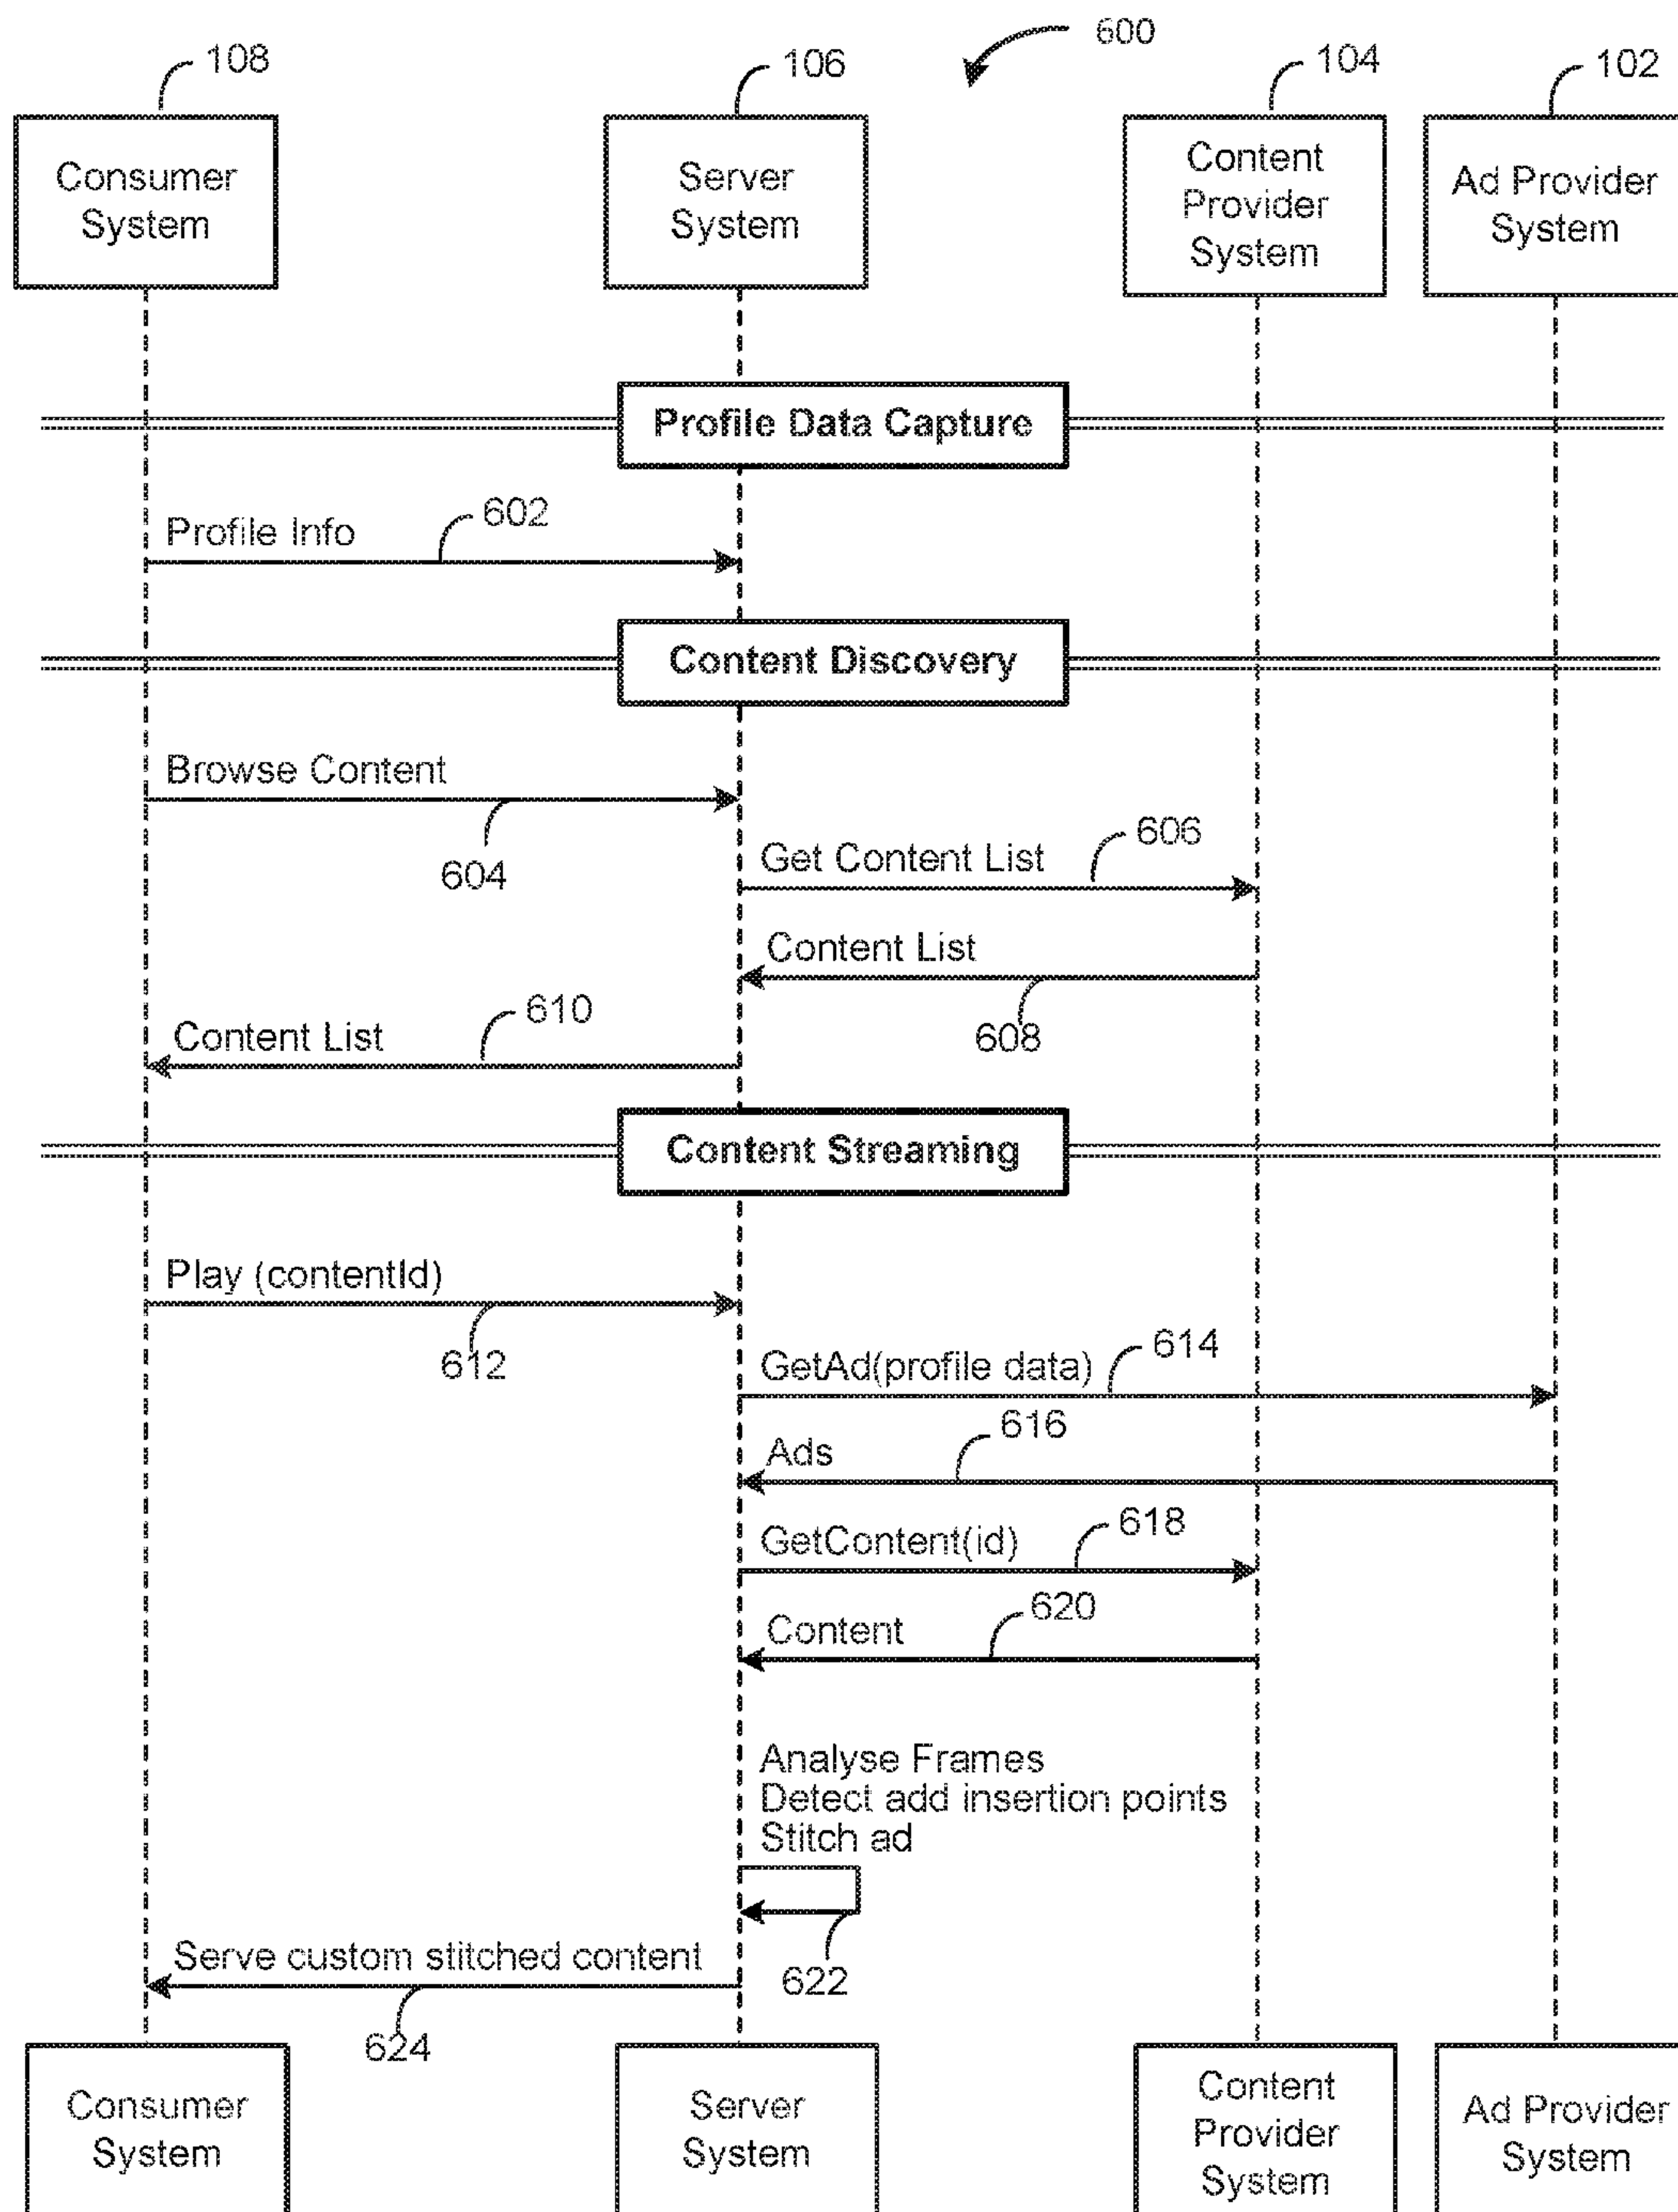 600
108
106
104
102
Consumer
System
Server
System
Content
Provider
System
Ad Provider
System
Profile Data Capture
Profile Info
602
Content Discovery
Browse Content
604
Get Content List
606
Content List
608
Content List
610
Content Streaming
Play (contentId)
612
GetAd(profile data)
614
Ads
616
GetContent(id)
618
Content
620
Analyse Frames
Detect add insertion points
Stitch ad
622
Serve custom stitched content
624
Consumer
System
Server
System
Content
Provider
System
Ad Provider
System